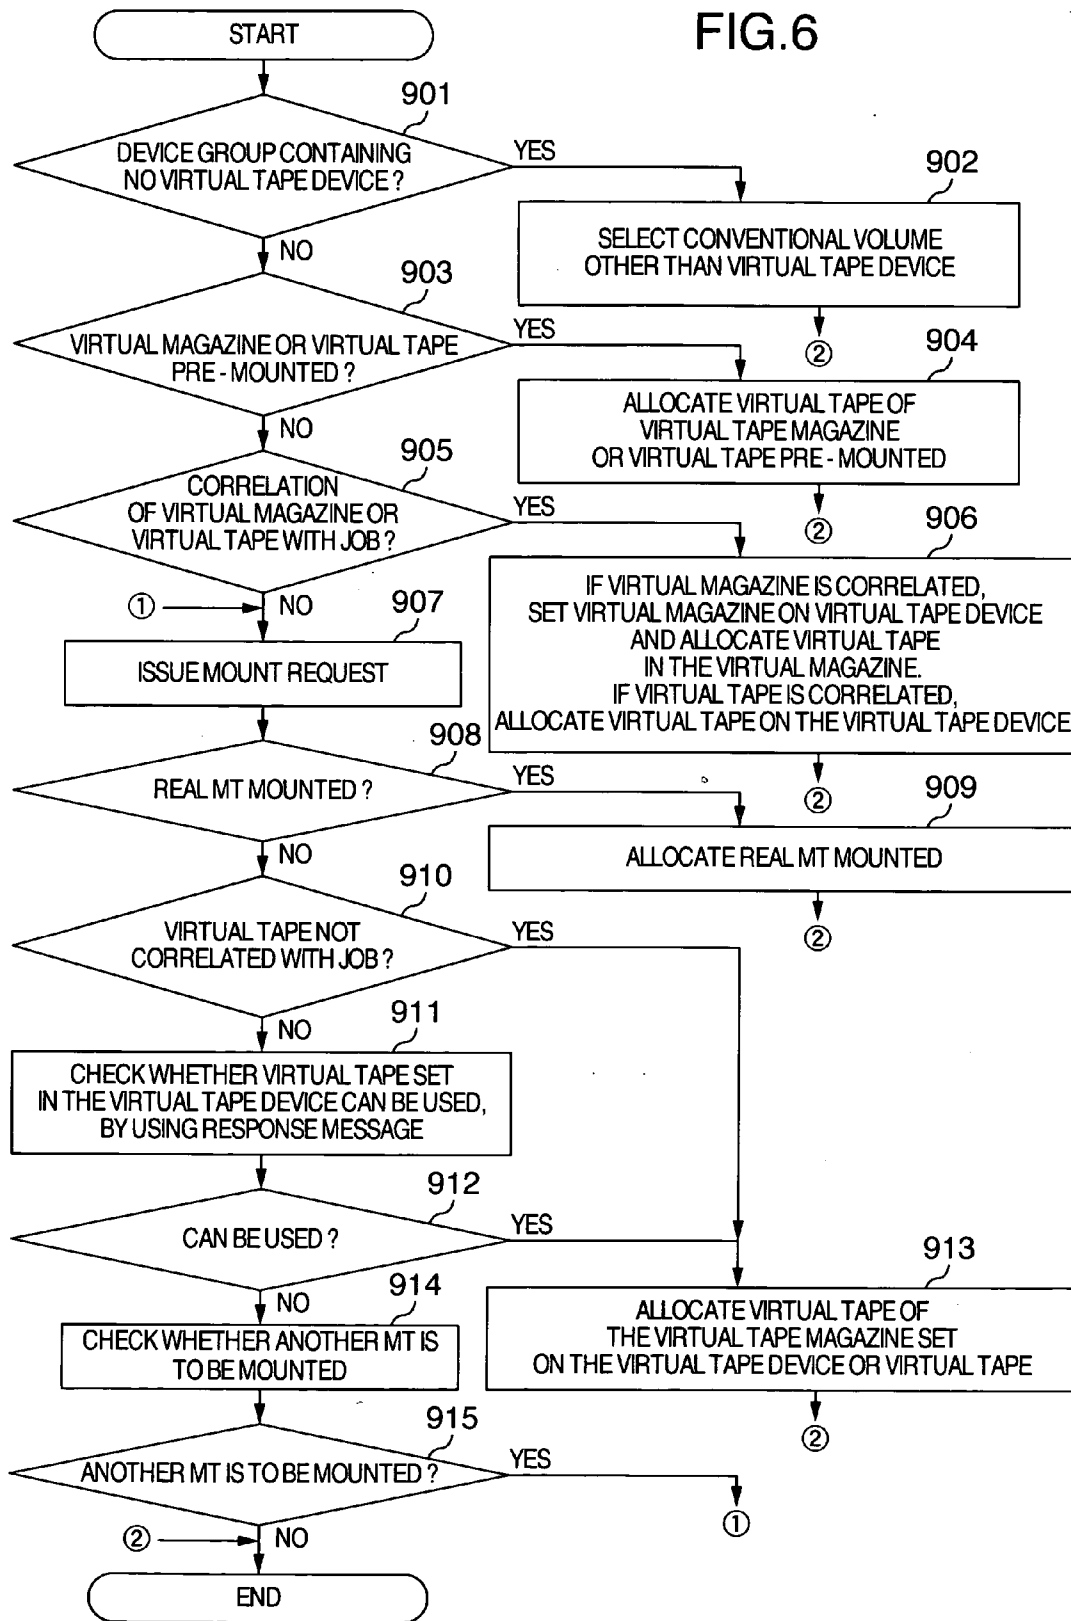 FIG.6
START
901
DEVICE GROUP CONTAINING
NO VIRTUAL TAPE DEVICE ?
YES
902
SELECT CONVENTIONAL VOLUME
OTHER THAN VIRTUAL TAPE DEVICE
②
NO
903
VIRTUAL MAGAZINE OR VIRTUAL TAPE
PRE - MOUNTED ?
YES
904
ALLOCATE VIRTUAL TAPE OF
VIRTUAL TAPE MAGAZINE
OR VIRTUAL TAPE PRE - MOUNTED
②
NO
905
CORRELATION
OF VIRTUAL MAGAZINE OR
VIRTUAL TAPE WITH JOB ?
YES
906
IF VIRTUAL MAGAZINE IS CORRELATED,
SET VIRTUAL MAGAZINE ON VIRTUAL TAPE DEVICE
AND ALLOCATE VIRTUAL TAPE
IN THE VIRTUAL MAGAZINE.
IF VIRTUAL TAPE IS CORRELATED,
ALLOCATE VIRTUAL TAPE ON THE VIRTUAL TAPE DEVICE
②
① NO
907
ISSUE MOUNT REQUEST
908
REAL MT MOUNTED ?
YES
909
ALLOCATE REAL MT MOUNTED
②
NO
910
VIRTUAL TAPE NOT
CORRELATED WITH JOB ?
YES
NO
911
CHECK WHETHER VIRTUAL TAPE SET
IN THE VIRTUAL TAPE DEVICE CAN BE USED,
BY USING RESPONSE MESSAGE
912
CAN BE USED ?
YES
913
ALLOCATE VIRTUAL TAPE OF
THE VIRTUAL TAPE MAGAZINE SET
ON THE VIRTUAL TAPE DEVICE OR VIRTUAL TAPE
②
NO
914
CHECK WHETHER ANOTHER MT IS
TO BE MOUNTED
915
ANOTHER MT IS TO BE MOUNTED ?
YES
①
② NO
END